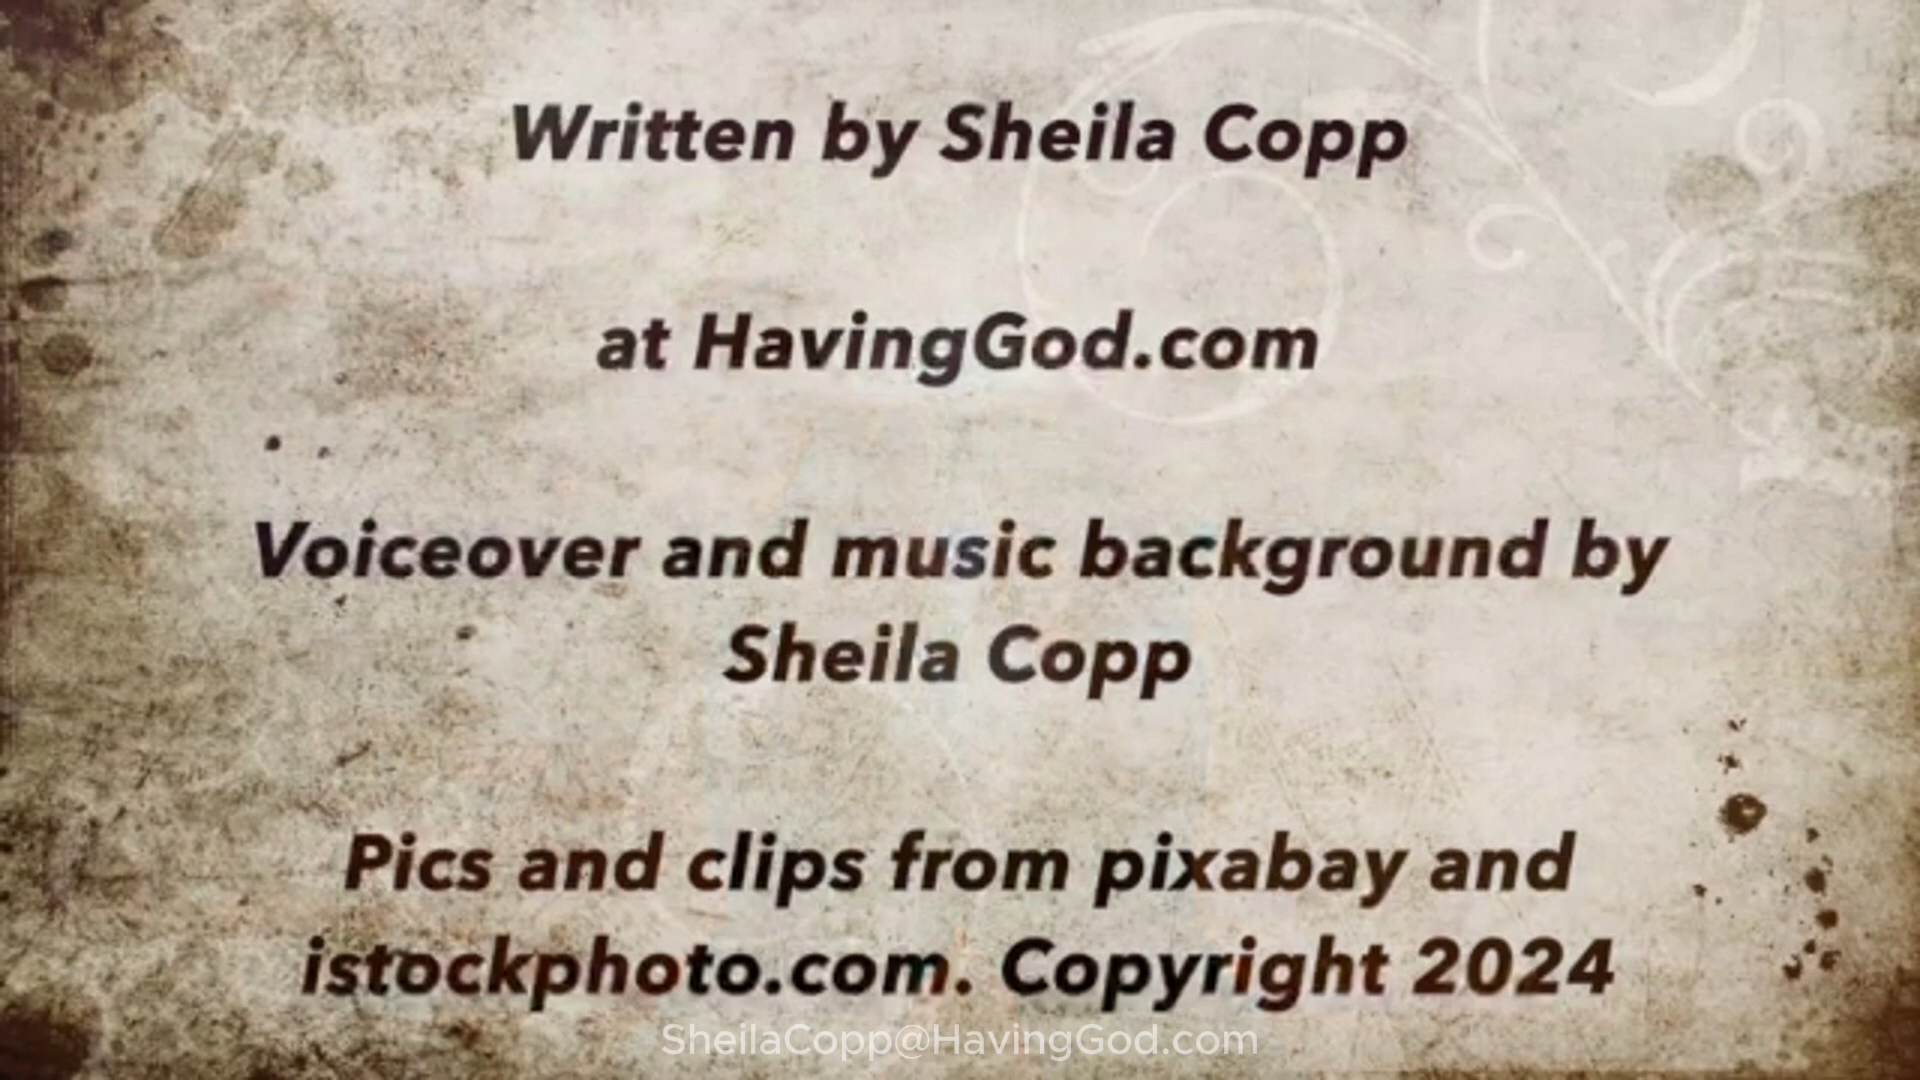 Written by Sheila Copp
at HavingGod.com
Voiceover and music background by
Sheila Copp
Pics and clips from pixabay and
istockphoto.com. Copyright 2024
SheilaCopp@HavingGod.com